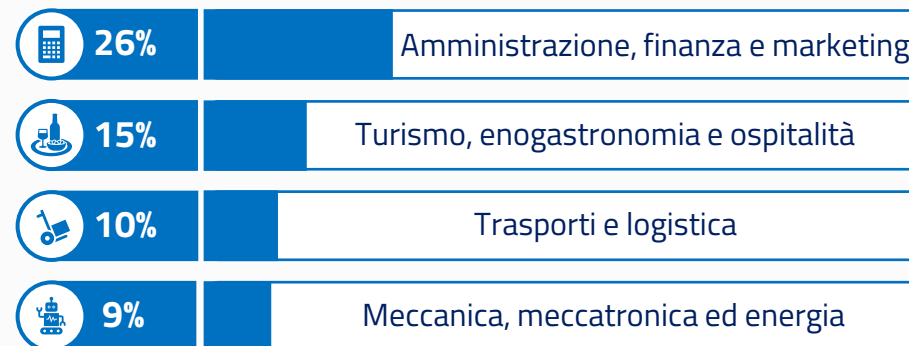 26% Amministrazione, finanza e marketing
15% Turismo, enogastronomia e ospitalità
10% Trasporti e logistica
9% Meccanica, meccatronica ed energia